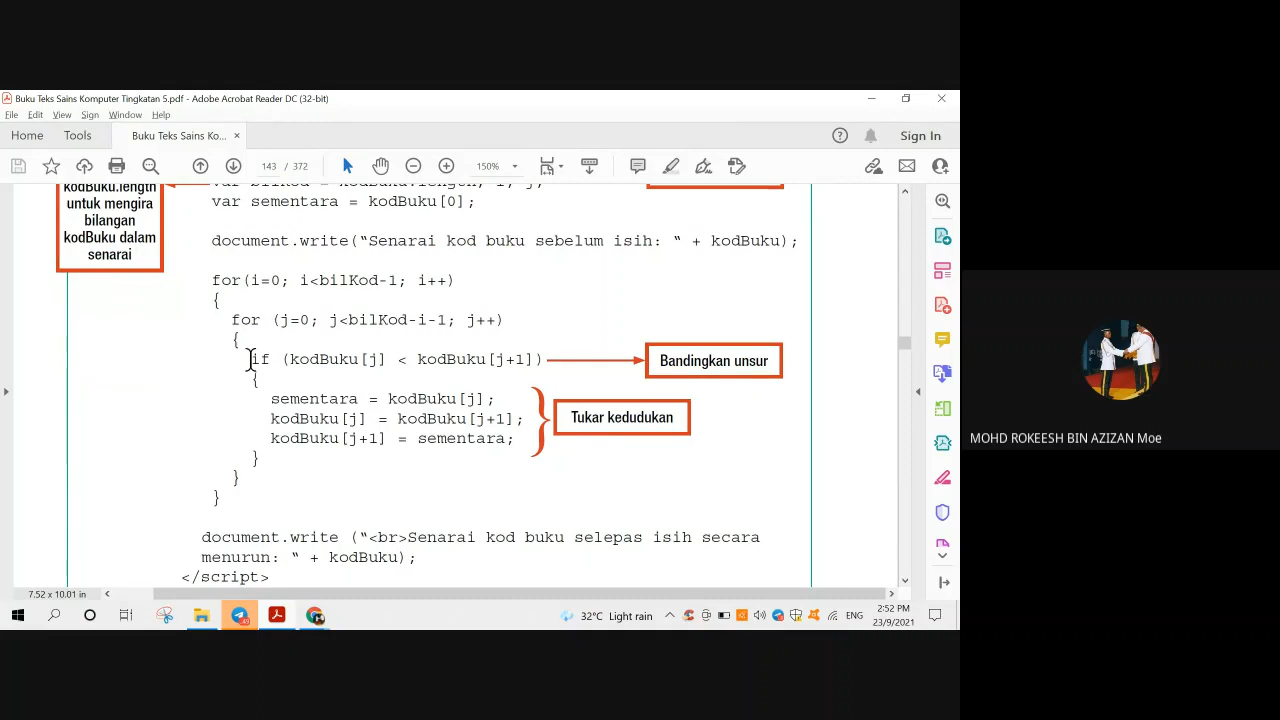 Buku Teks Sains Komputer Tingkatan 5.pdf - Adobe Acrobat Reader DC (32-bit)
File Edit View Sign Window Help
Home Tools Buku Teks Sains Ko... × Sign In
143 / 372 150%
kodBuku.length
untuk mengira
bilangan
kodBuku dalam
senarai
var bilKod = kodBuku.length, i, j;
var sementara = kodBuku[0];
document.write(“Senarai kod buku sebelum isih: “ + kodBuku);
for(i=0; i<bilKod-1; i++)
{
for (j=0; j<bilKod-i-1; j++)
{
if (kodBuku[j] < kodBuku[j+1])
Bandingkan unsur
{
sementara = kodBuku[j];
kodBuku[j] = kodBuku[j+1];
kodBuku[j+1] = sementara;
Tukar kedudukan
}
}
}
document.write (“<br>Senarai kod buku selepas isih secara
menurun: “ + kodBuku);
</script>
7.52 x 10.01 in
49
32°C Light rain ENG
2:52 PM
23/9/2021
MOHD ROKEESH BIN AZIZAN Moe